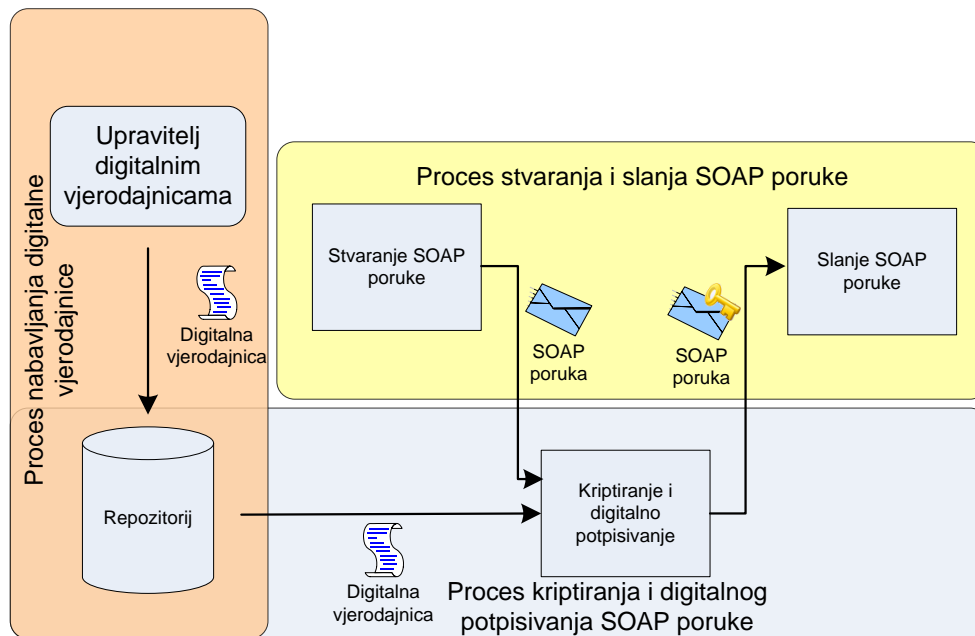 Upravitelj
digitalnim
vjerodajnicama
Proces nabavljanja digitalne
vjerodajnice
Digitalna
vjerodajnica
Repozitorij
Proces stvaranja i slanja SOAP poruke
Stvaranje SOAP
poruke
SOAP
poruka
SOAP
poruka
Slanje SOAP
poruke
Kriptiranje i
digitalno
potpisivanje
Digitalna
vjerodajnica
Proces kriptiranja i digitalnog
potpisivanja SOAP poruke